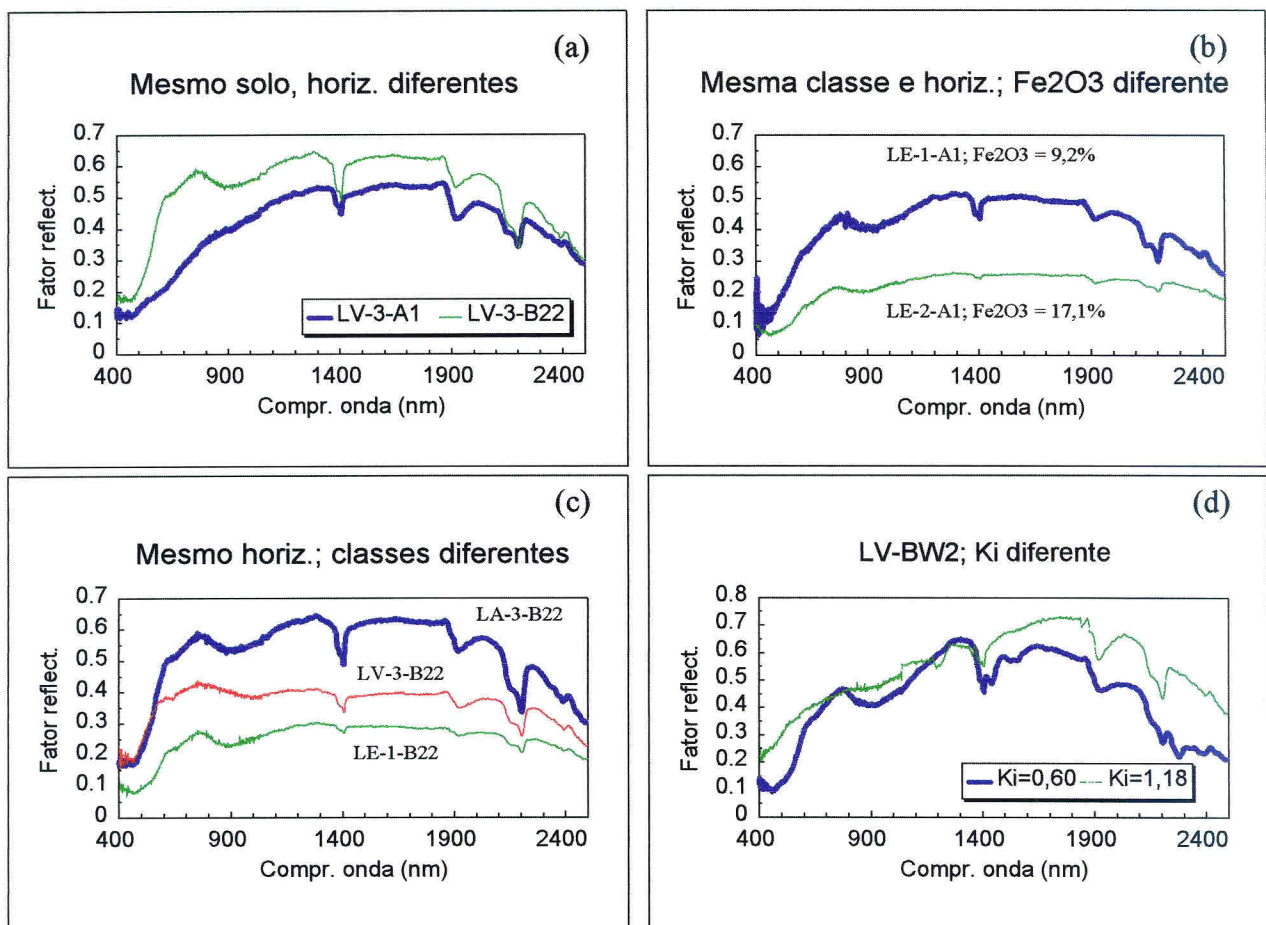 (a)
Mesmo solo, horiz. diferentes
0.7
0.6
0.5
0.4
0.3
0.2
0.1
0
Fator reflect.
LV-3-A1 LV-3-B22
400 900 1400 1900 2400
Compr. onda (nm)
(b)
Mesma classe e horiz.; Fe2O3 diferente
0.7
0.6
0.5
0.4
0.3
0.2
0.1
0
Fator reflect.
LE-1-A1; Fe2O3 = 9,2%
LE-2-A1; Fe2O3 = 17,1%
400 900 1400 1900 2400
Compr. onda (nm)
(c)
Mesmo horiz.; classes diferentes
0.7
0.6
0.5
0.4
0.3
0.2
0.1
0
Fator reflect.
LA-3-B22
LV-3-B22
LE-1-B22
400 900 1400 1900 2400
Compr. onda (nm)
(d)
LV-BW2; Ki diferente
0.8
0.7
0.6
0.5
0.4
0.3
0.2
0.1
0
Fator reflect.
Ki=0,60 Ki=1,18
400 900 1400 1900 2400
Compr. onda (nm)